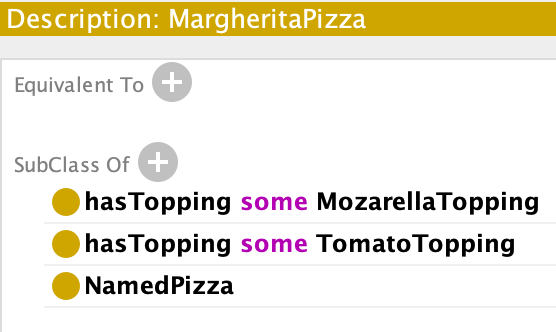 Description: MargheritaPizza
Equivalent To
SubClass Of
hasTopping some MozarellaTopping
hasTopping some TomatoTopping
NamedPizza